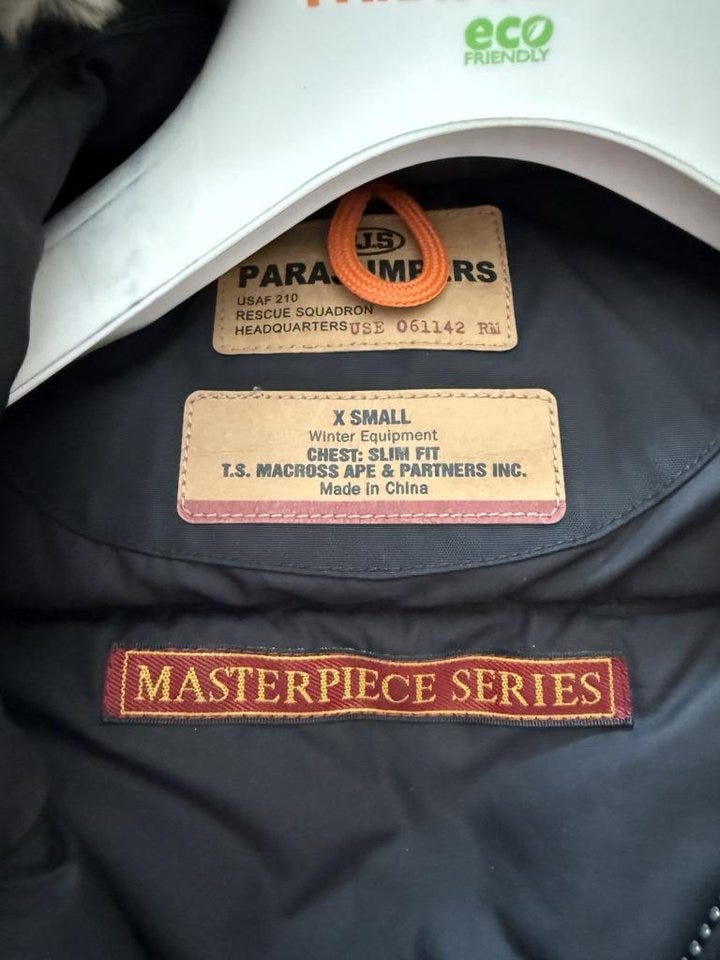 eco
FRIENDLY
J.S
USAF 210
RESCUE SQUADRON
HEADQUARTERS USE 061142 RW
X SMALL
Winter Equipment
CHEST: SLIM FIT
T.S. MACROSS APE & PARTNERS INC.
Made in China
MASTERPIECE SERIES